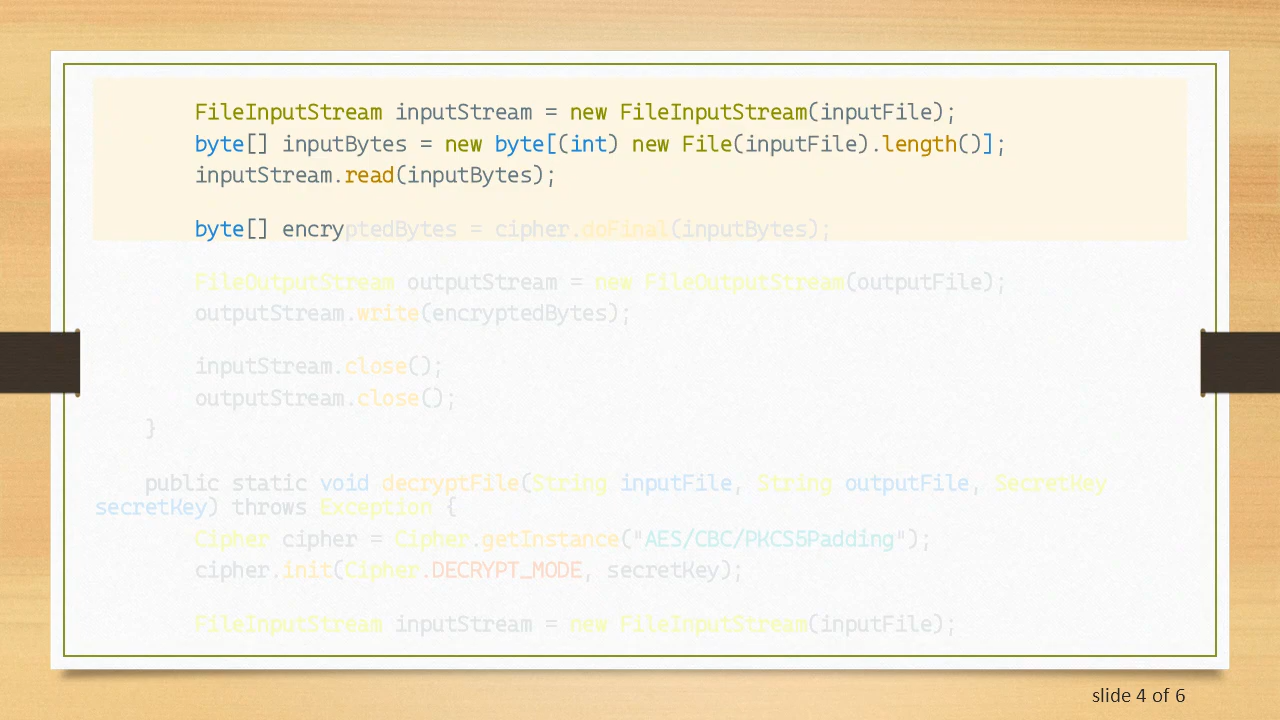 FileInputStream inputStream = new FileInputStream(inputFile);
byte[] inputBytes = new byte[(int) new File(inputFile).length()];
inputStream.read(inputBytes);
byte[] encryptedBytes = cipher.doFinal(inputBytes);
FileOutputStream outputStream = new FileOutputStream(outputFile);
outputStream.write(encryptedBytes);
inputStream.close();
outputStream.close();
}
public static void decryptFile(String inputFile, String outputFile, SecretKey
secretKey) throws Exception {
Cipher cipher = Cipher.getInstance("AES/CBC/PKCS5Padding");
cipher.init(Cipher.DECRYPT_MODE, secretKey);
FileInputStream inputStream = new FileInputStream(inputFile);
slide 4 of 6